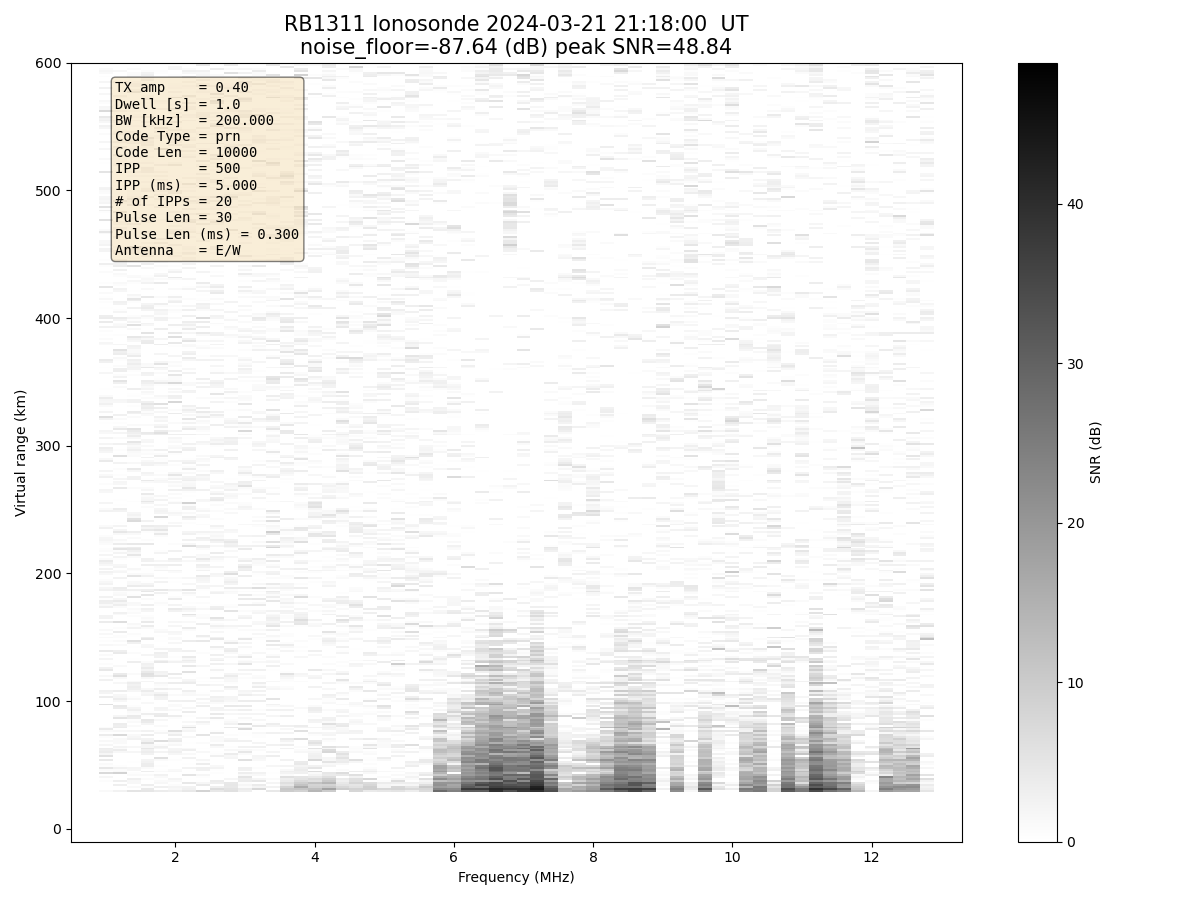 RB1311 Ionosonde 2024-03-21 21:18:00  UT
noise_floor=-87.64 (dB) peak SNR=48.84
TX amp    = 0.40
Dwell [s] = 1.0
BW [kHz]  = 200.000
Code Type = prn
Code Len  = 10000
IPP       = 500
IPP (ms)  = 5.000
# of IPPs = 20
Pulse Len = 30
Pulse Len (ms) = 0.300
Antenna   = E/W
600
500
400
300
200
100
0
Virtual range (km)
2 4 6 8 10 12
Frequency (MHz)
40
30
20
10
0
SNR (dB)